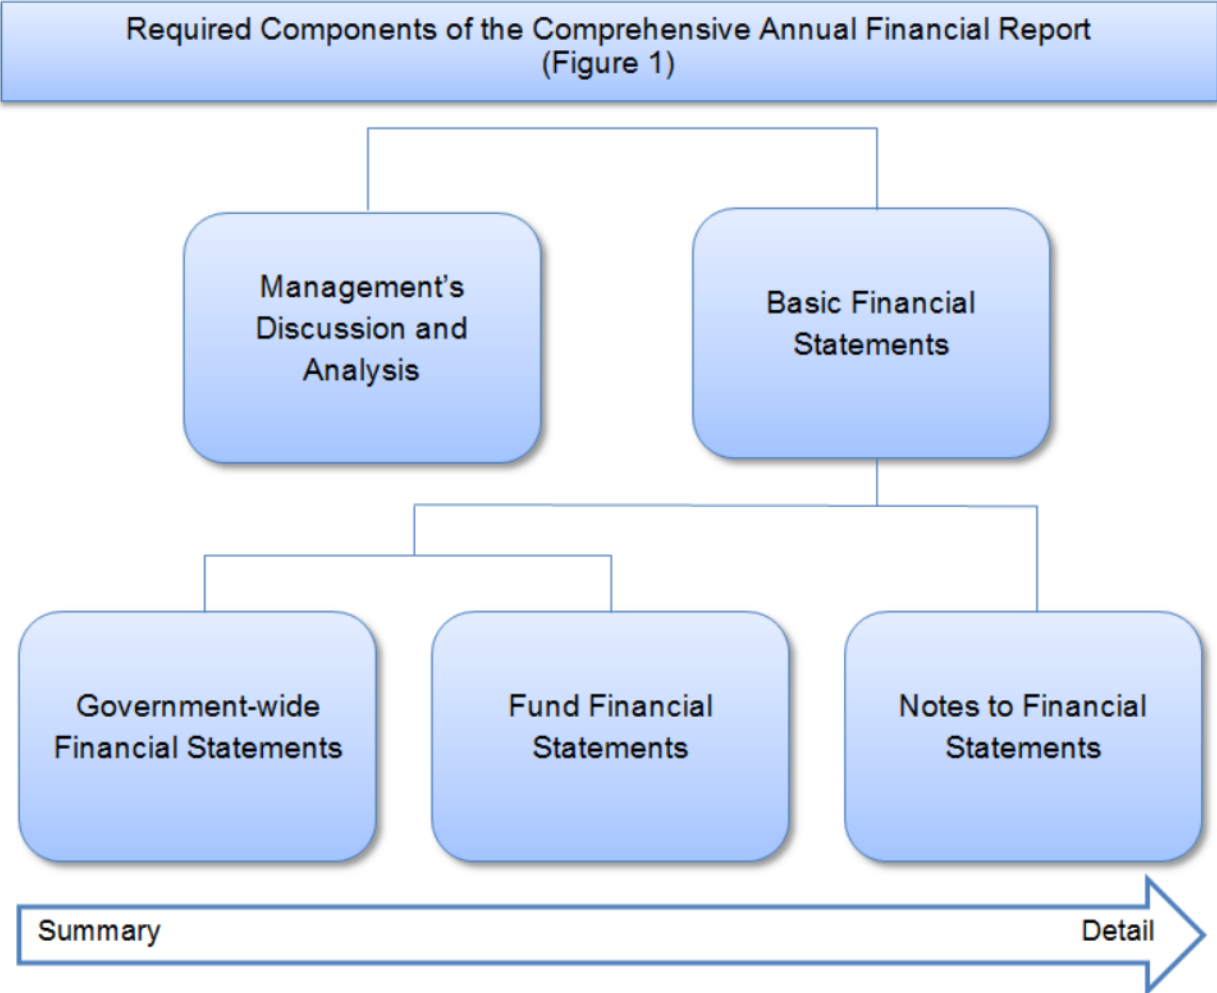 Required Components of the Comprehensive Annual Financial Report
(Figure 1)
Management’s
Discussion and
Analysis
Basic Financial
Statements
Government-wide
Financial Statements
Fund Financial
Statements
Notes to Financial
Statements
Summary
Detail